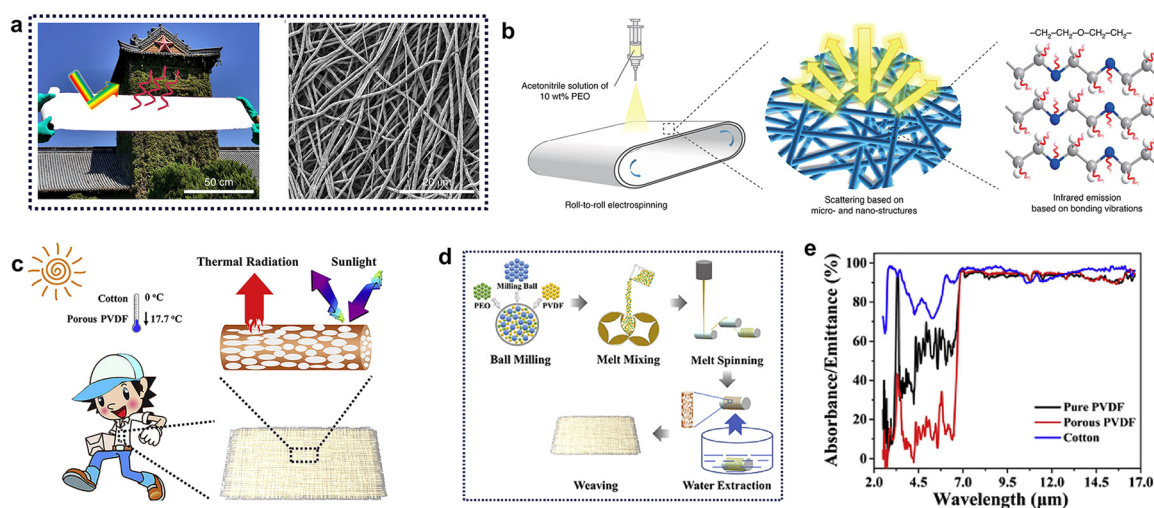 a
50 cm
20 μm
b
Acetonitrile solution of
10 wt% PEO
Roll-to-roll electrospinning
Scattering based on
micro- and nano-structures
–CH₂–CH₂–O–CH₂–CH₂–
Infrared emission
based on bonding vibrations
c
Cotton 0 °C
Porous PVDF ↓17.7 °C
Thermal Radiation
Sunlight
d
Milling Ball
PEO
PVDF
Ball Milling
Melt Mixing
Melt Spinning
Weaving
Water Extraction
e
Absorbance/Emittance (%)
100
80
60
40
20
0
Pure PVDF
Porous PVDF
Cotton
2.0 4.5 7.0 9.5 12.0 14.5 17.0
Wavelength (μm)